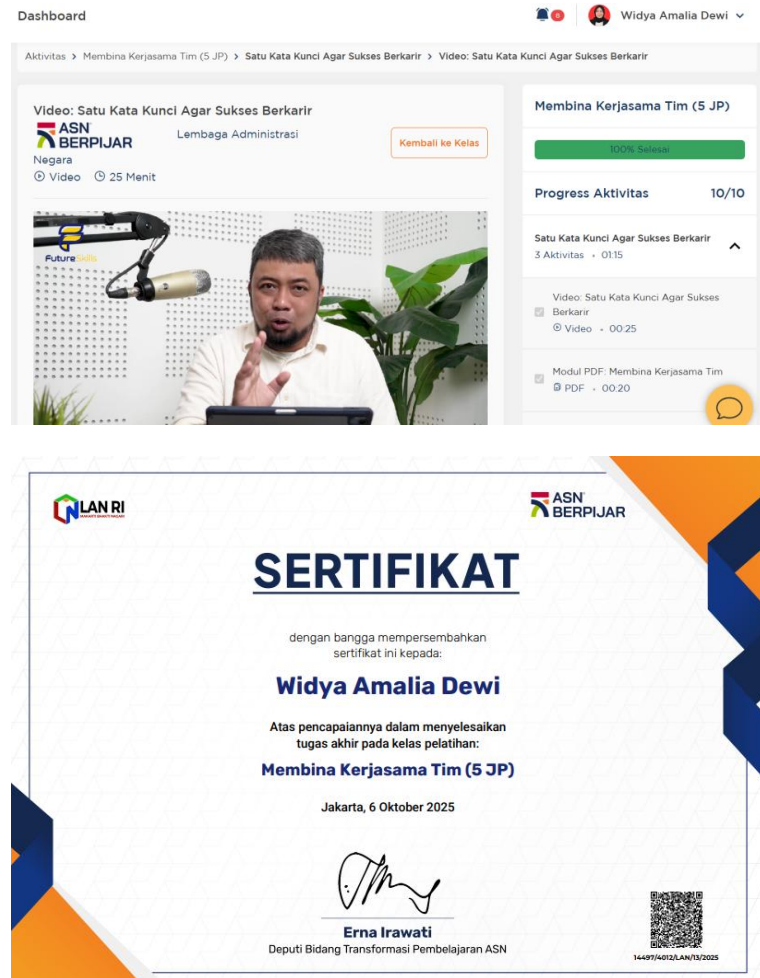 Dashboard
Widya Amalia Dewi
Aktivitas > Membina Kerjasama Tim (5 JP) > Satu Kata Kunci Agar Sukses Berkarir > Video: Satu Kata Kunci Agar Sukses Berkarir
Video: Satu Kata Kunci Agar Sukses Berkarir
ASN BERPIJAR Lembaga Administrasi
Negara
Video 25 Menit
Kembali ke Kelas
FutureSkills
Membina Kerjasama Tim (5 JP)
100% Selesai
Progress Aktivitas 10/10
Satu Kata Kunci Agar Sukses Berkarir
3 Aktivitas • 01:15
Video: Satu Kata Kunci Agar Sukses
Berkarir
Video • 00:25
Modul PDF: Membina Kerjasama Tim
PDF • 00:20
LAN RI
ASN
BERPIJAR
SERTIFIKAT
dengan bangga mempersembahkan
sertifikat ini kepada:
Widya Amalia Dewi
Atas pencapaiannya dalam menyelesaikan
tugas akhir pada kelas pelatihan:
Membina Kerjasama Tim (5 JP)
Jakarta, 6 Oktober 2025
Erna Irawati
Deputi Bidang Transformasi Pembelajaran ASN
14497/4012/LAN/13/2025